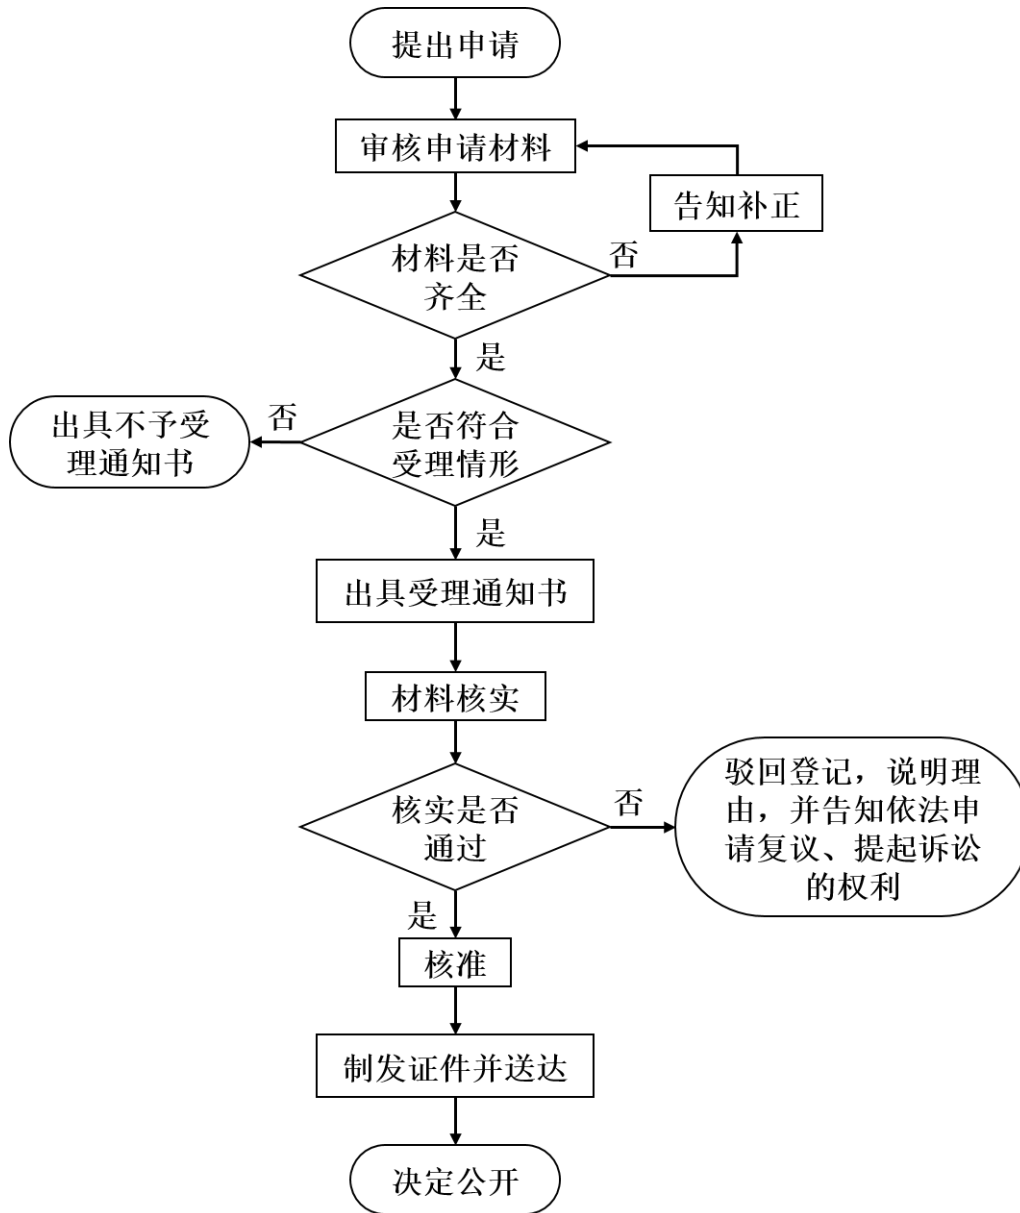 提出申请
审核申请材料
告知补正
材料是否
齐全
否
是
是否符合
受理情形
否
出具不予受
理通知书
是
出具受理通知书
材料核实
核实是否
通过
否
驳回登记，说明理
由，并告知依法申
请复议、提起诉讼
的权利
是
核准
制发证件并送达
决定公开